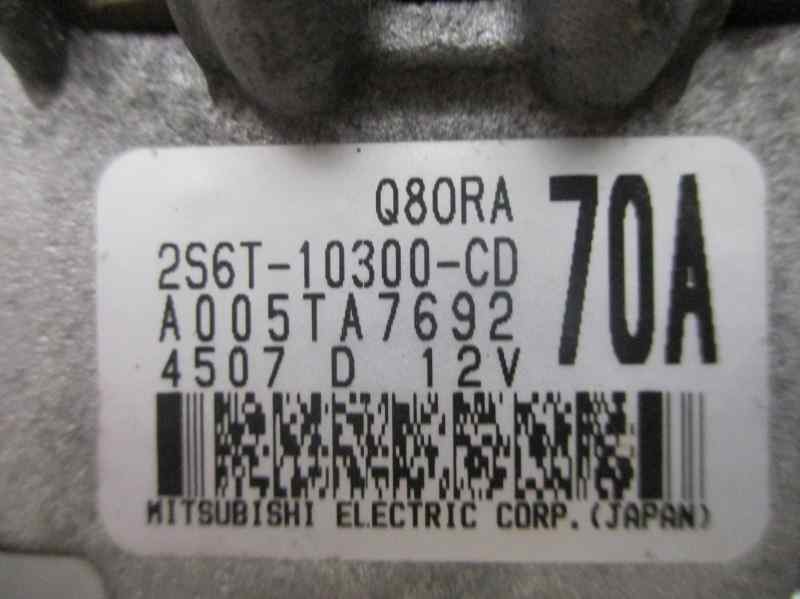 Q80RA
70A
2S6T-10300-CD
A005TA7692
4507 D 12V
MITSUBISHI ELECTRIC CORP.(JAPAN)